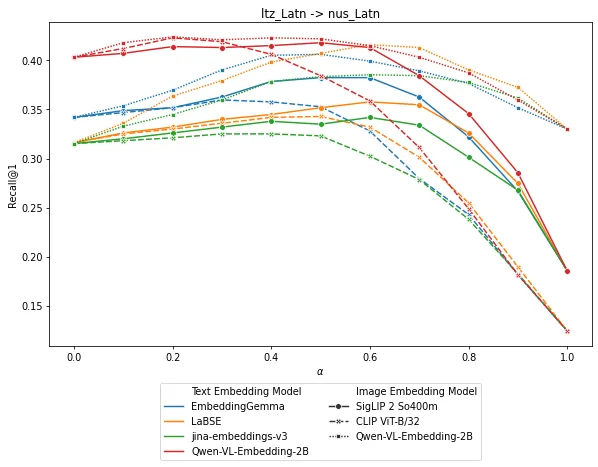 ltz_Latn -> nus_Latn
Recall@1
0.40
0.35
0.30
0.25
0.20
0.15
0.0
0.2
0.4
0.6
0.8
1.0
α
Text Embedding Model
EmbeddingGemma
LaBSE
jina-embeddings-v3
Qwen-VL-Embedding-2B
Image Embedding Model
SigLIP 2 So400m
CLIP ViT-B/32
Qwen-VL-Embedding-2B